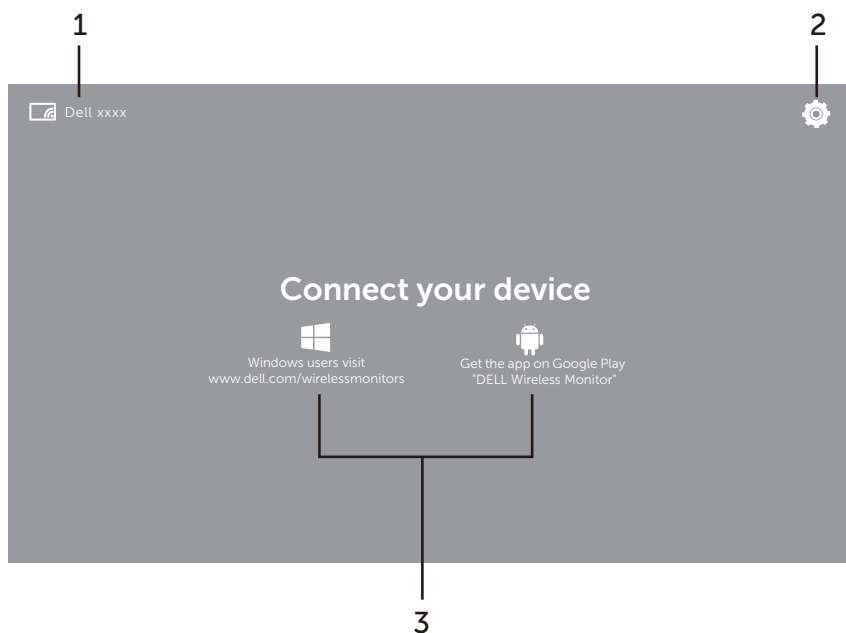 1
2
Dell xxxx
Connect your device
Windows users visit
www.dell.com/wirelessmonitors
Get the app on Google Play
"DELL Wireless Monitor"
3